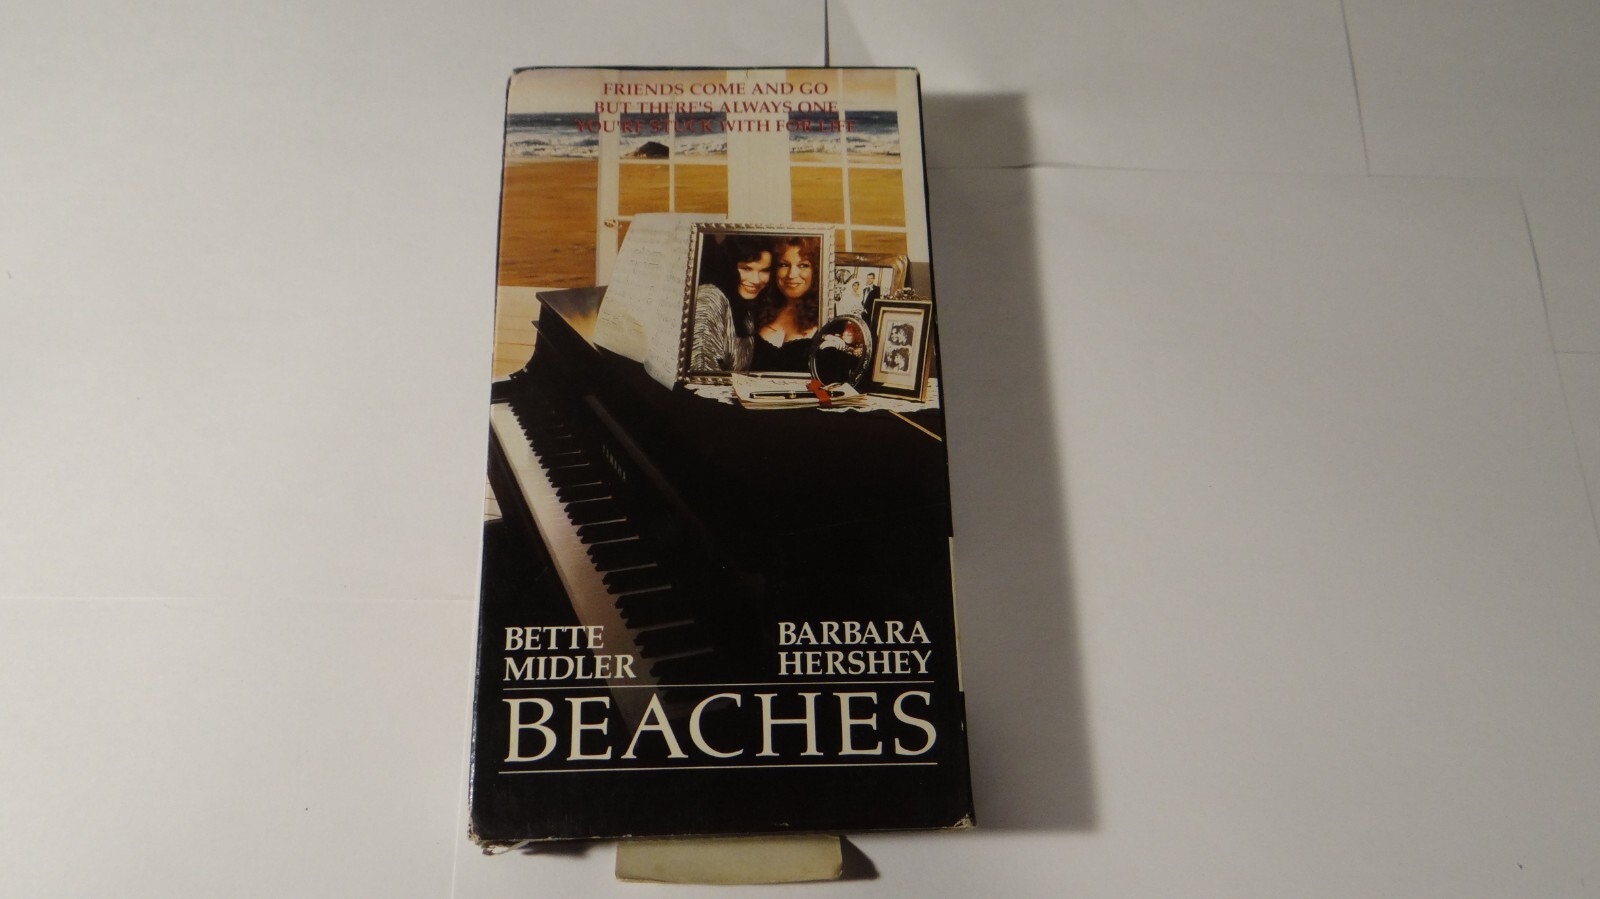 FRIENDS COME AND GO
BUT THERE'S ALWAYS ONE
YOU'RE STUCK WITH FOR LIFE
YAMAHA
BETTE
MIDLER
BARBARA
HERSHEY
BEACHES